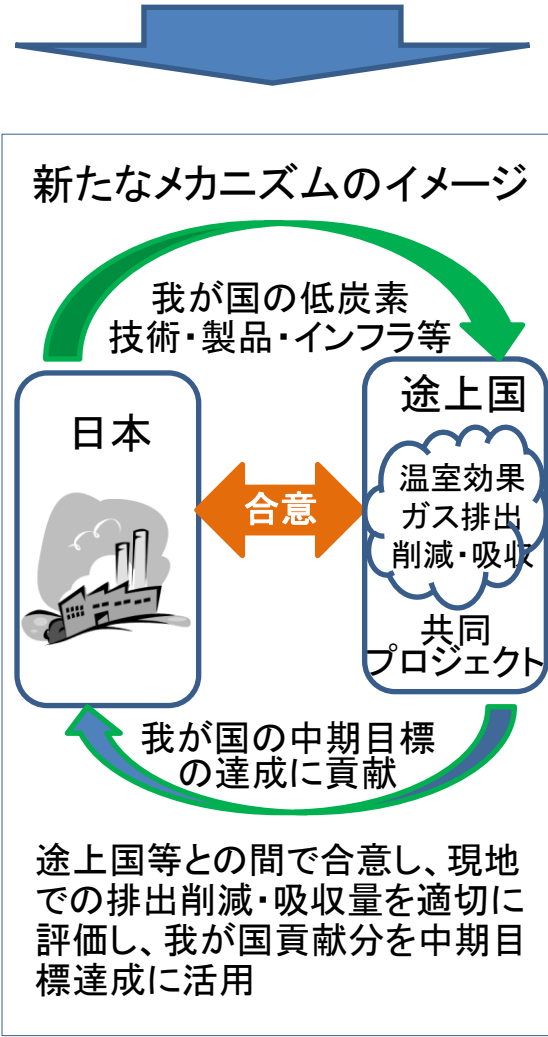 新たなメカニズムのイメージ
我が国の低炭素
技術・製品・インフラ等
日本
合意
途上国
温室効果
ガス排出
削減・吸収
共同
プロジェクト
我が国の中期目標
の達成に貢献
途上国等との間で合意し、現地
での排出削減・吸収量を適切に
評価し、我が国貢献分を中期目
標達成に活用